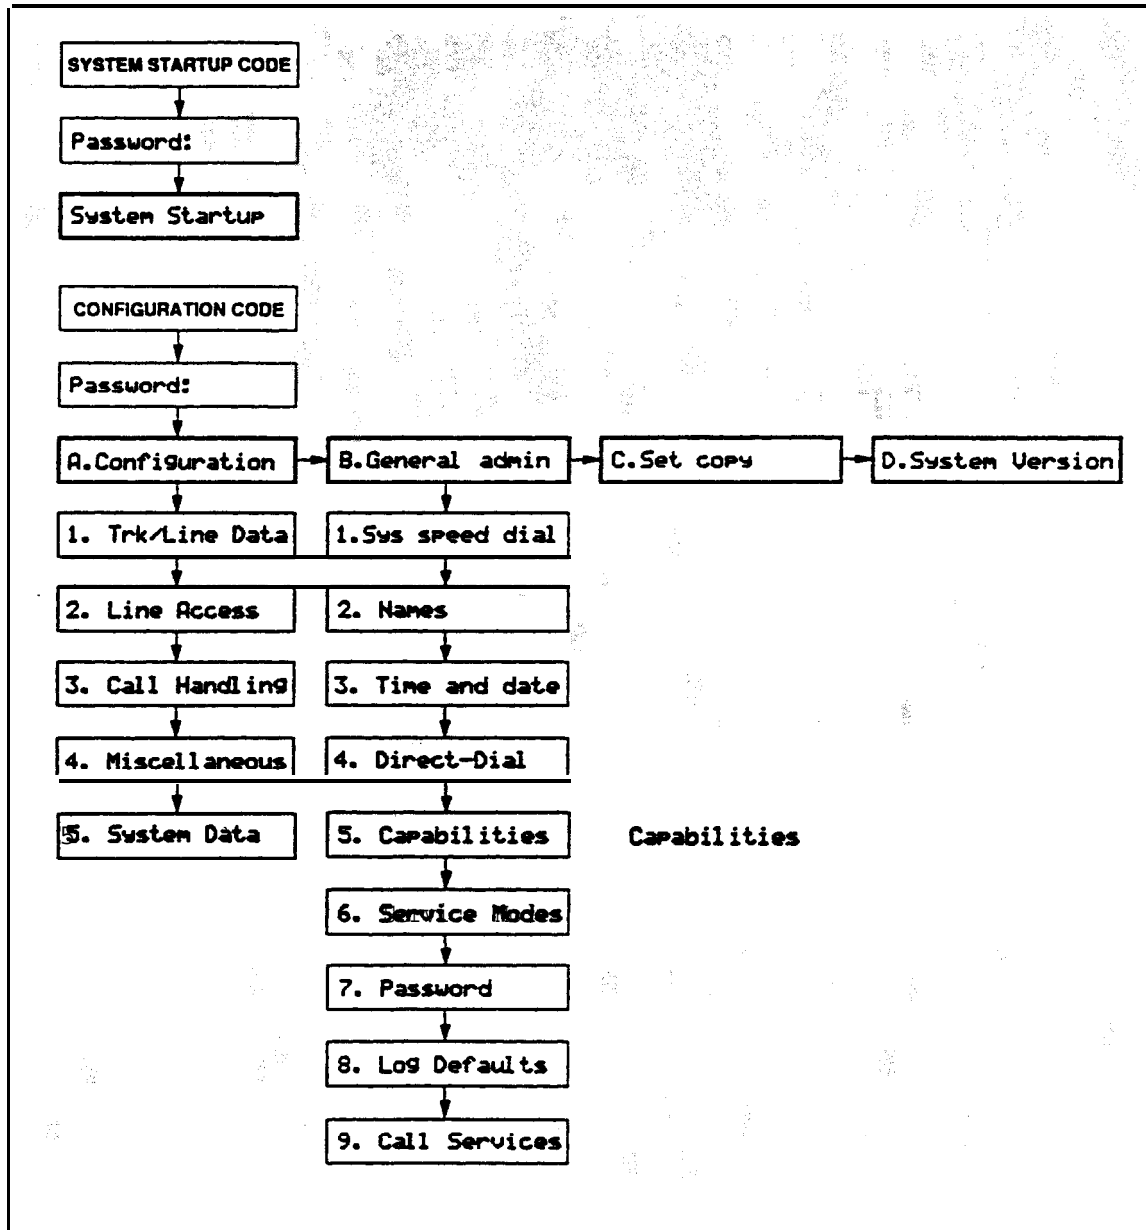 SYSTEM STARTUP CODE
Password:
System Startup
CONFIGURATION CODE
Password:
A.Configuration
B.General admin
C.Set copy
D.System Version
1. Trk/Line Data
1.Sys speed dial
2. Line Access
2. Names
3. Call Handling
3. Time and date
4. Miscellaneous
4. Direct-Dial
5. System Data
5. Capabilities
Capabilities
6. Service Modes
7. Password
8. Log Defaults
9. Call Services